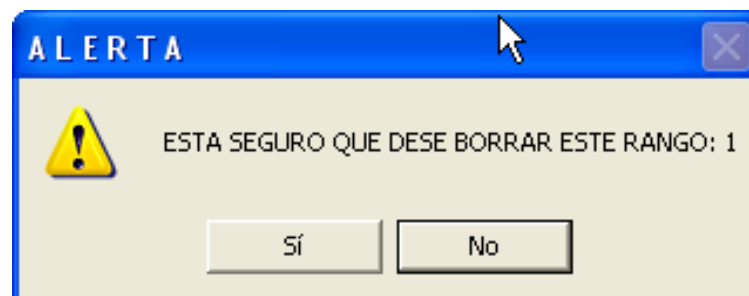 ALERTA
ESTA SEGURO QUE DESE BORRAR ESTE RANGO: 1
Sí No